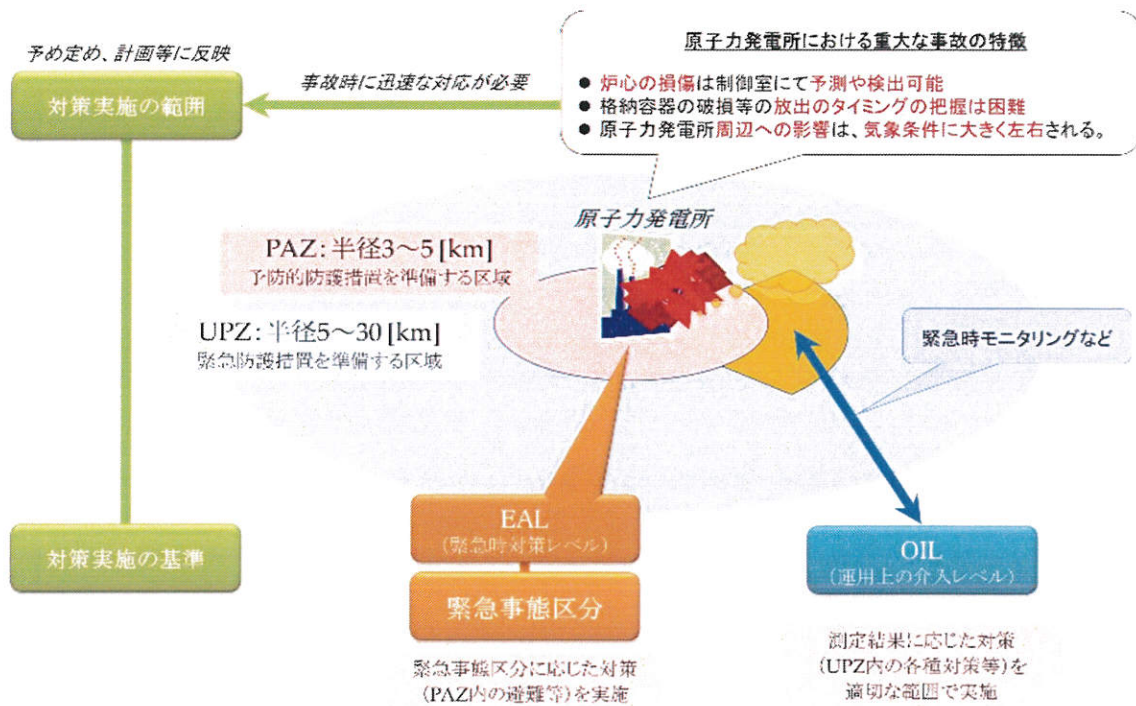 予め定め、計画等に反映
対策実施の範囲
事故時に迅速な対応が必要
原子力発電所における重大な事故の特徴
● 炉心の損傷は制御室にて予測や検出可能
● 格納容器の破損等の放出のタイミングの把握は困難
● 原子力発電所周辺への影響は、気象条件に大きく左右される。
原子力発電所
PAZ:半径3～5[km]
予防的防護措置を準備する区域
UPZ:半径5～30[km]
緊急防護措置を準備する区域
緊急時モニタリングなど
対策実施の基準
EAL
(緊急時対策レベル)
緊急事態区分
緊急事態区分に応じた対策
(PAZ内の避難等)を実施
OIL
(運用上の介入レベル)
測定結果に応じた対策
(UPZ内の各種対策等)を
適切な範囲で実施